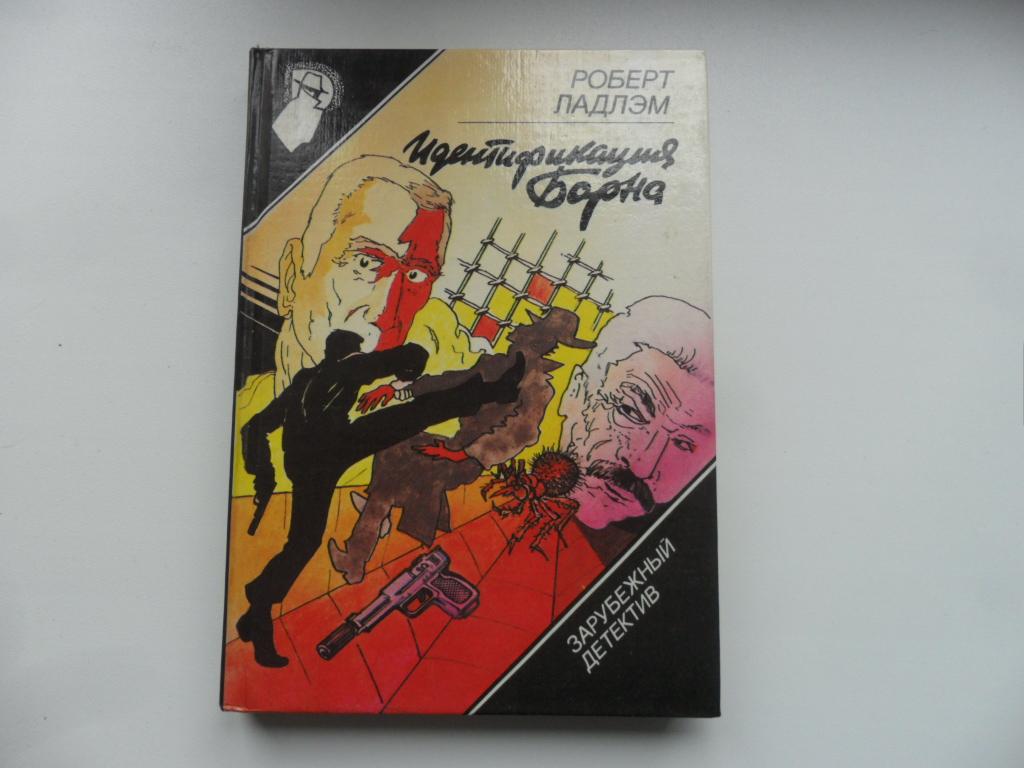 РОБЕРТ
ЛАДЛЭМ
Идентификация
Борна
ЗАРУБЕЖНЫЙ
ДЕТЕКТИВ